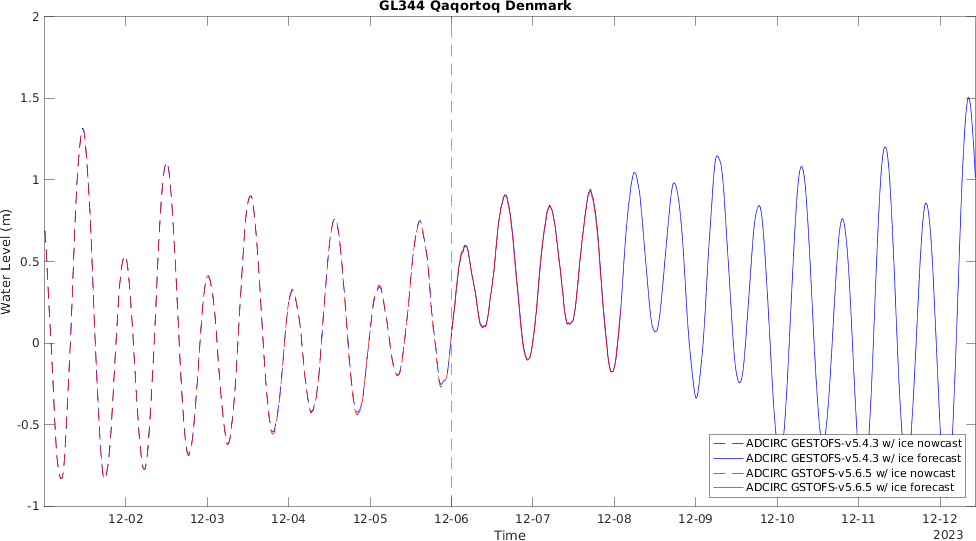 GL344 Qaqortoq Denmark
2
1.5
1
0.5
0
-0.5
-1
Water Level (m)
ADCIRC GESTOFS-v5.4.3 w/ ice nowcast
ADCIRC GESTOFS-v5.4.3 w/ ice forecast
ADCIRC GSTOFS-v5.6.5 w/ ice nowcast
ADCIRC GSTOFS-v5.6.5 w/ ice forecast
12-02 12-03 12-04 12-05 12-06 12-07 12-08 12-09 12-10 12-11 12-12
Time
2023